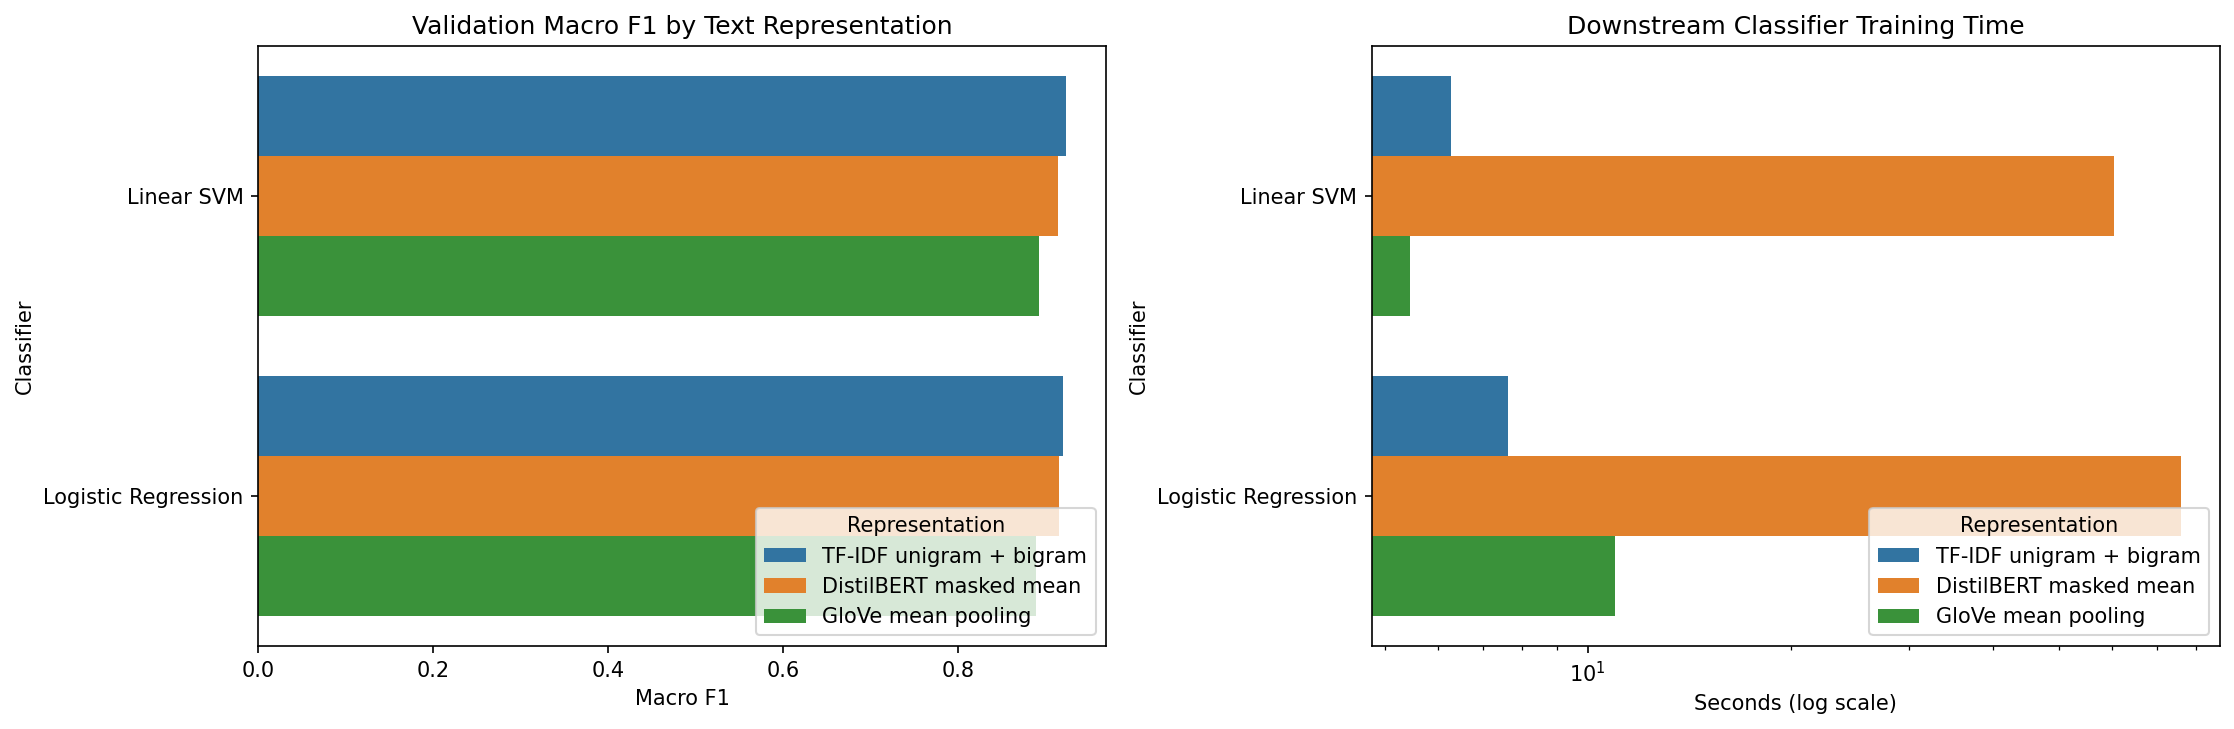 Validation Macro F1 by Text Representation
Classifier
Linear SVM
Logistic Regression
Representation
TF-IDF unigram + bigram
DistilBERT masked mean
GloVe mean pooling
0.0 0.2 0.4 0.6 0.8
Macro F1
Downstream Classifier Training Time
Classifier
Linear SVM
Logistic Regression
Representation
TF-IDF unigram + bigram
DistilBERT masked mean
GloVe mean pooling
10¹
Seconds (log scale)